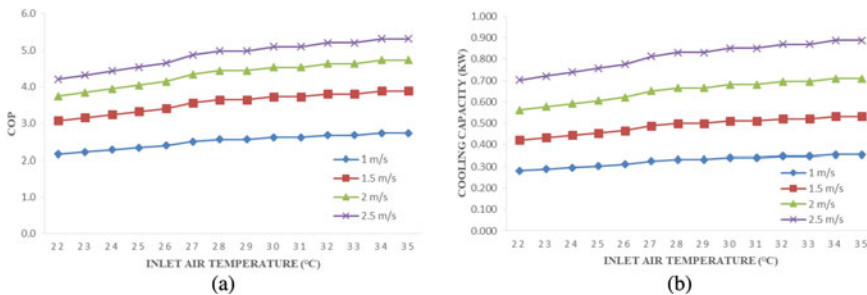 6.0
5.0
4.0
3.0
2.0
1.0
0.0
COP
1 m/s
1.5 m/s
2 m/s
2.5 m/s
22 23 24 25 26 27 28 29 30 31 32 33 34 35
INLET AIR TEMPERATURE (°C)
(a)
1.000
0.900
0.800
0.700
0.600
0.500
0.400
0.300
0.200
0.100
0.000
COOLING CAPACITY (KW)
1 m/s
1.5 m/s
2 m/s
2.5 m/s
22 23 24 25 26 27 28 29 30 31 32 33 34 35
INLET AIR TEMPERATURE (°C)
(b)